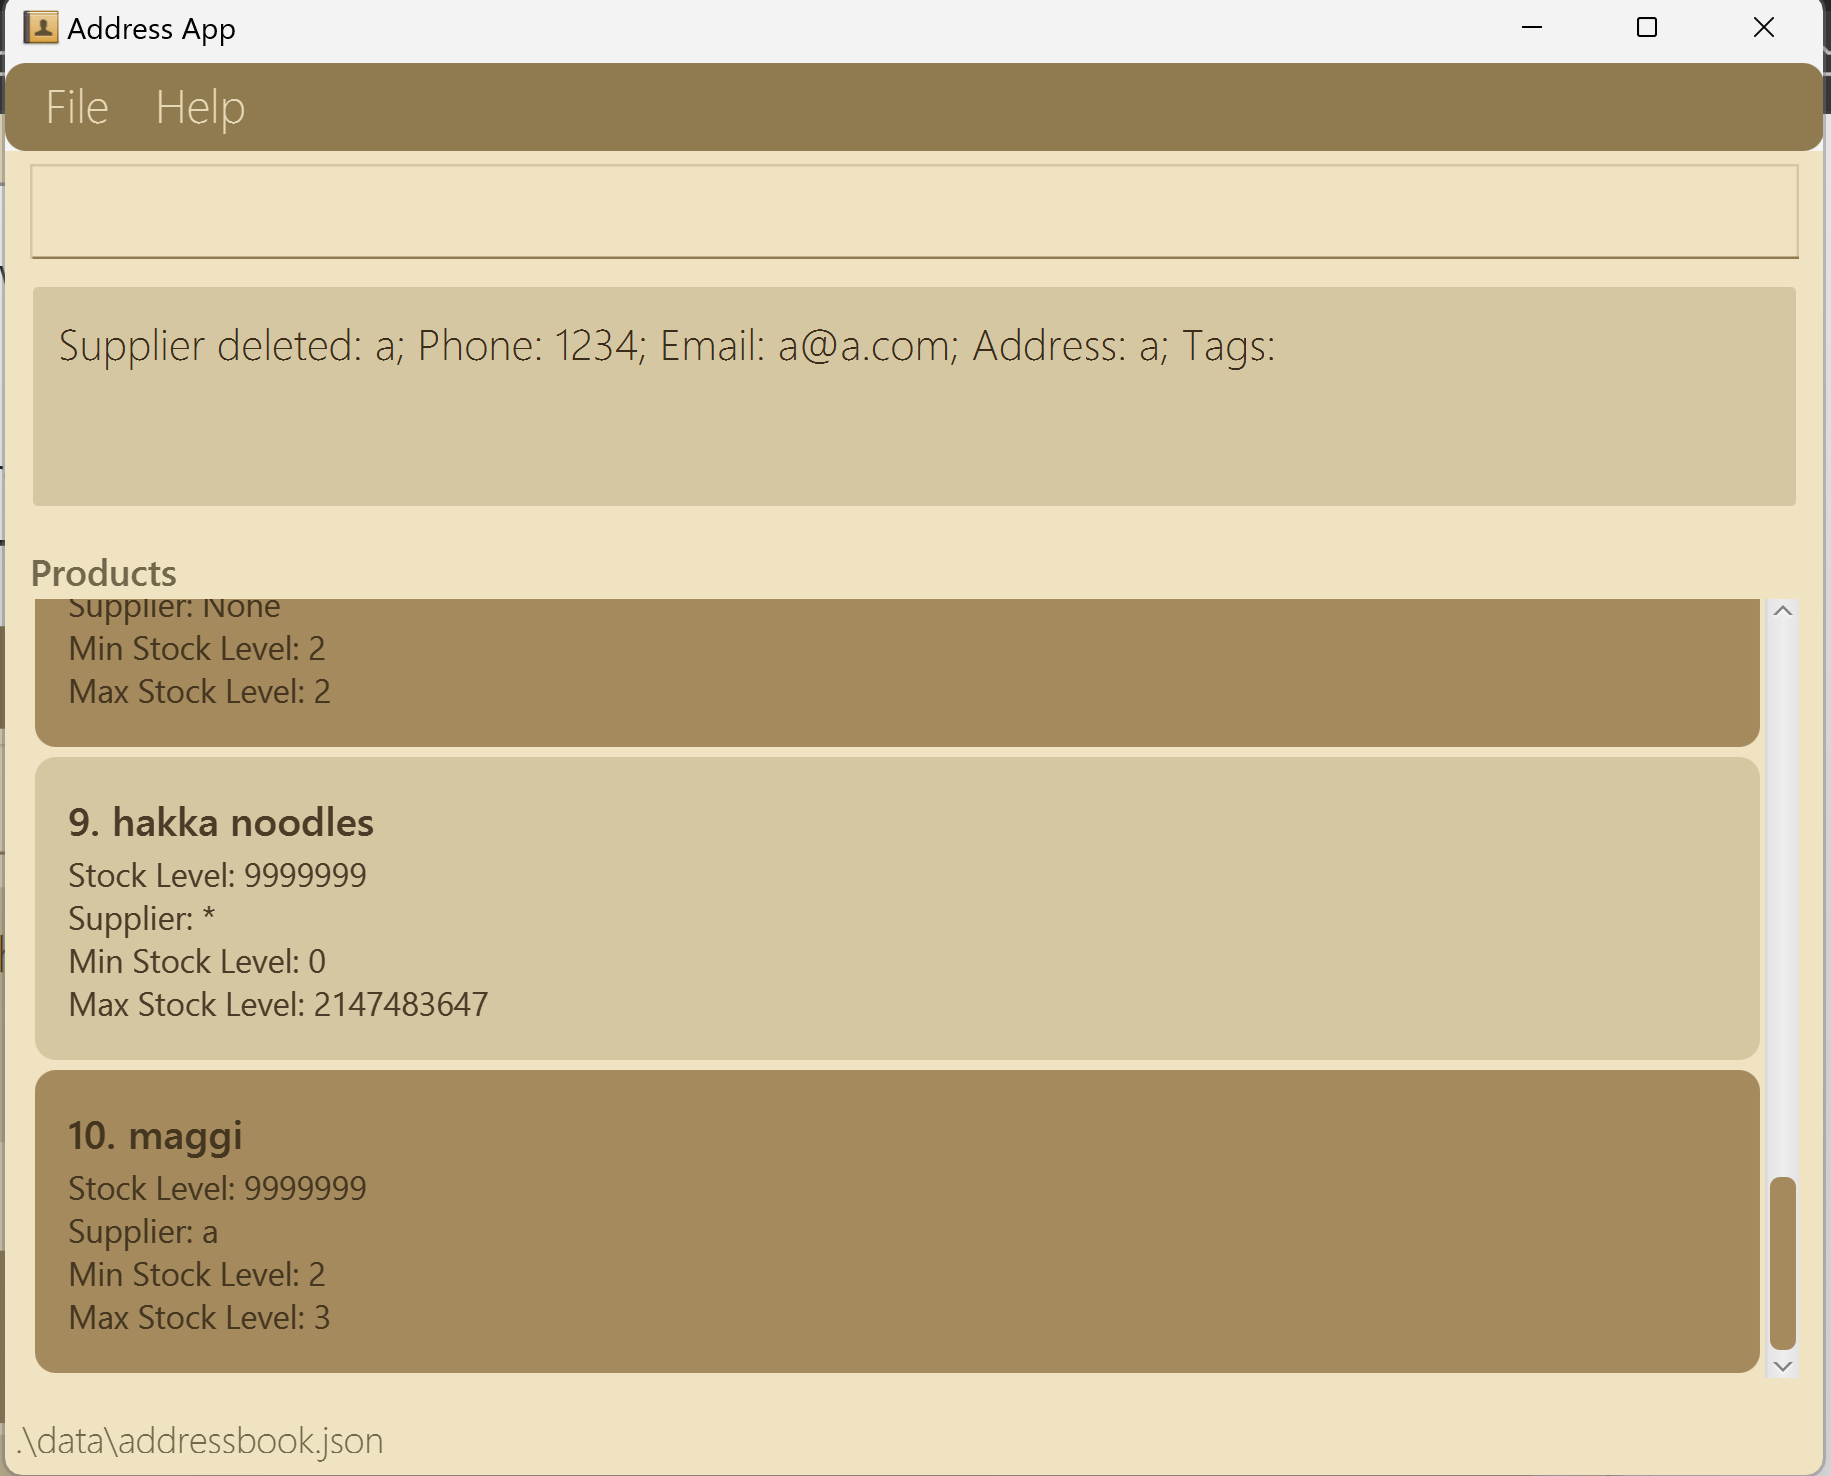 Address App
File Help
Supplier deleted: a; Phone: 1234; Email: a@a.com; Address: a; Tags:
Products
Supplier: None
Min Stock Level: 2
Max Stock Level: 2
9. hakka noodles
Stock Level: 9999999
Supplier: *
Min Stock Level: 0
Max Stock Level: 2147483647
10. maggi
Stock Level: 9999999
Supplier: a
Min Stock Level: 2
Max Stock Level: 3
.\data\addressbook.json